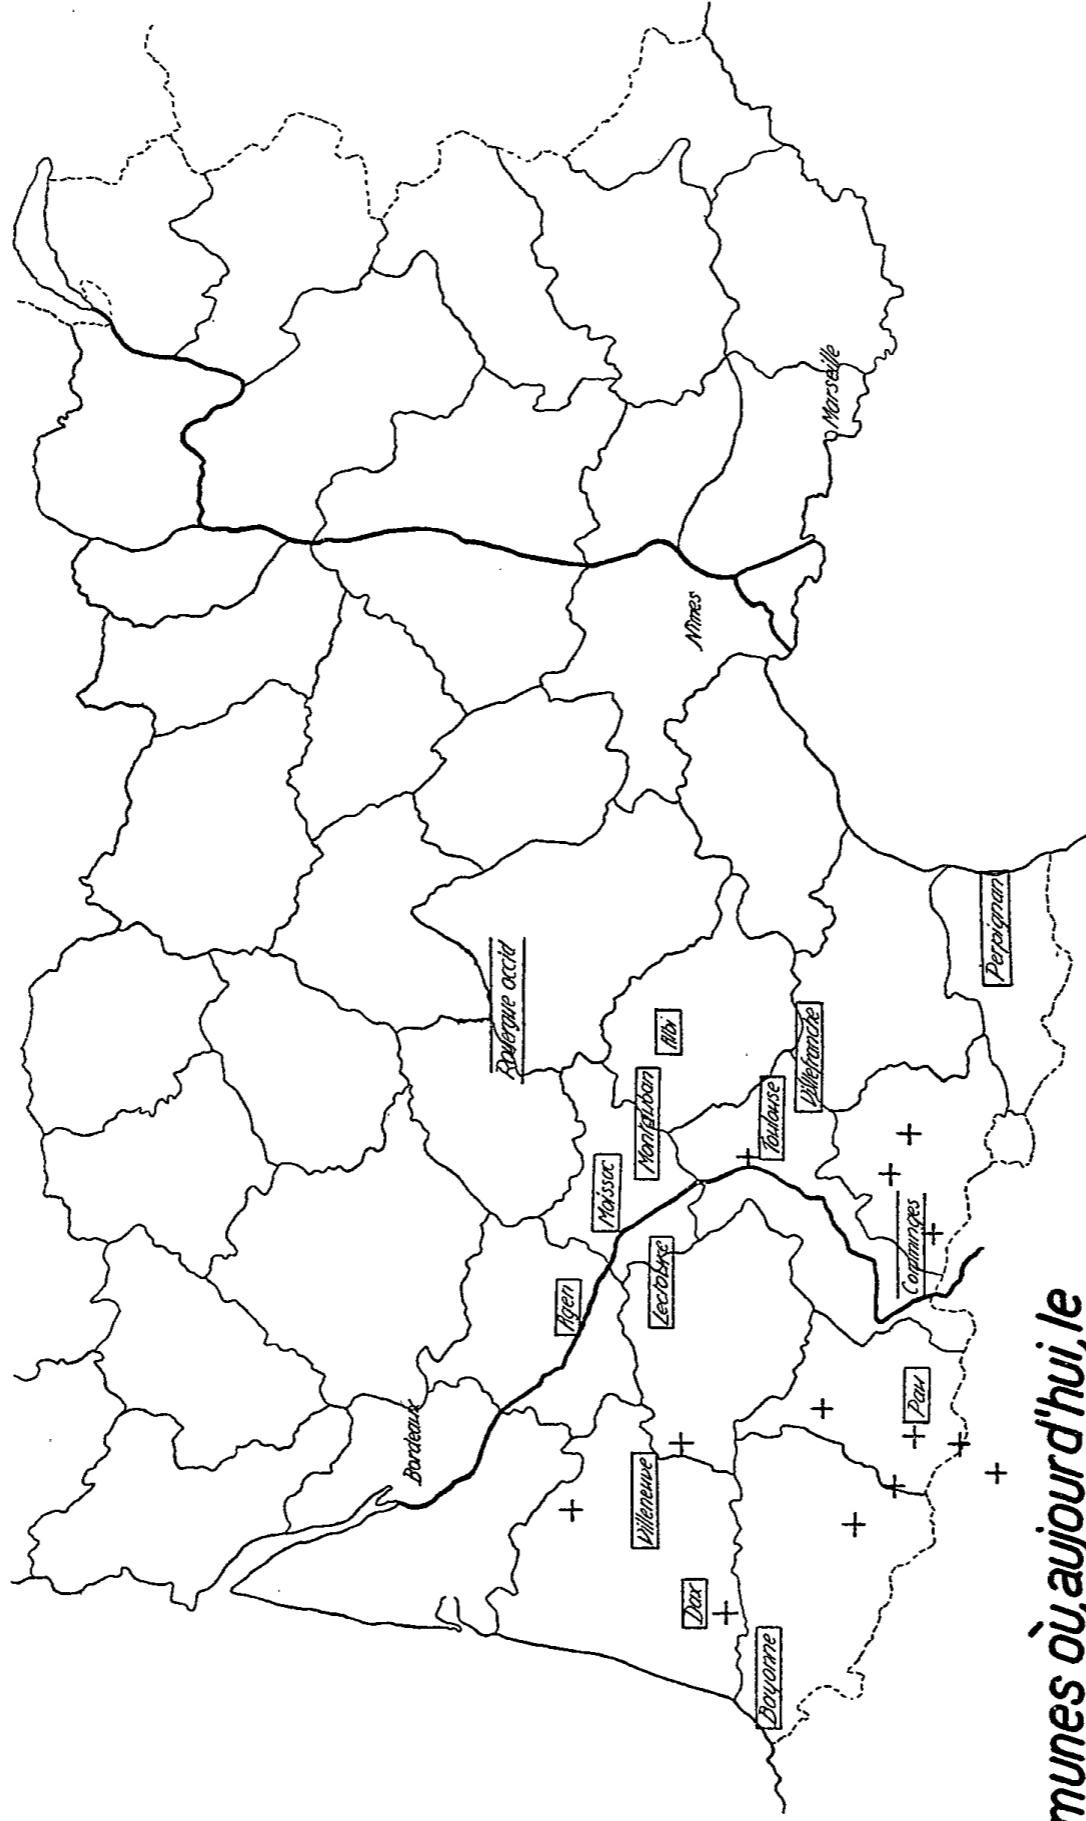 Bordeaux
Agen
Moissac
Rouergue occid
Montauban
Albi
Lectoure
Villeneuve
Dax
Bayonne
Toulouse
Villefranche
Nîmes
Marseille
Comminges
Pau
Perpignan
munes où, aujourd'hui, le